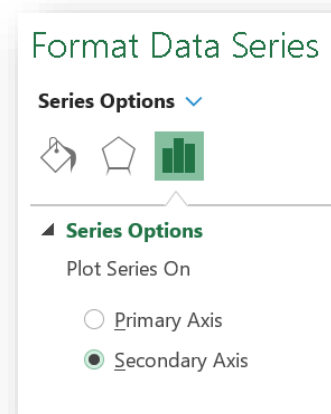 Format Data Series
Series Options
Series Options
Plot Series On
Primary Axis
Secondary Axis